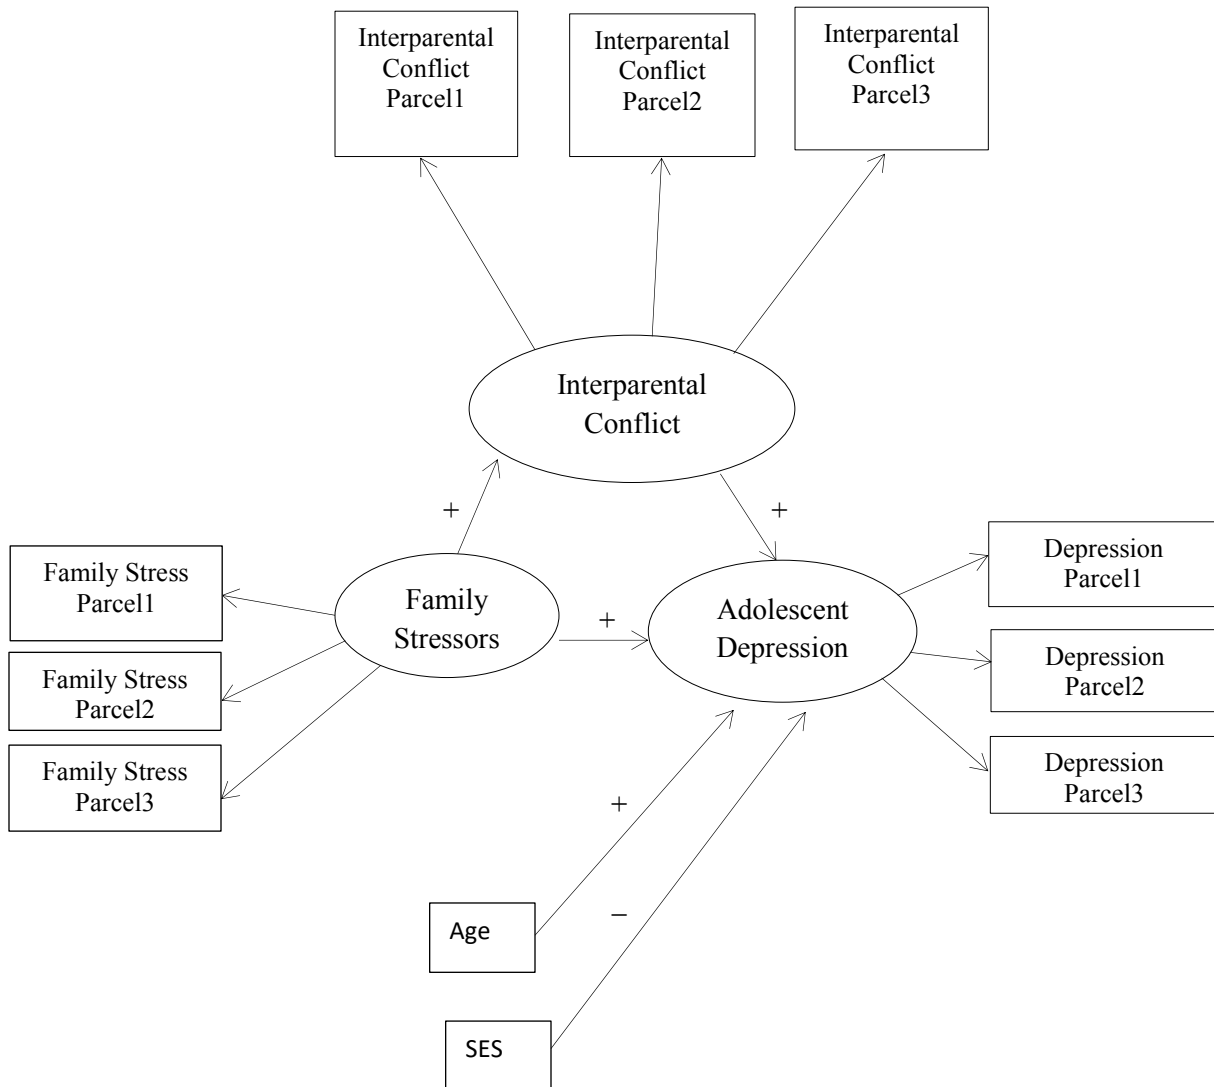 Interparental
Conflict
Parcel1
Interparental
Conflict
Parcel2
Interparental
Conflict
Parcel3
Interparental
Conflict
+
+
Family Stress
Parcel1
Family Stress
Parcel2
Family Stress
Parcel3
Family
Stressors
+
Adolescent
Depression
Depression
Parcel1
Depression
Parcel2
Depression
Parcel3
+
–
Age
SES